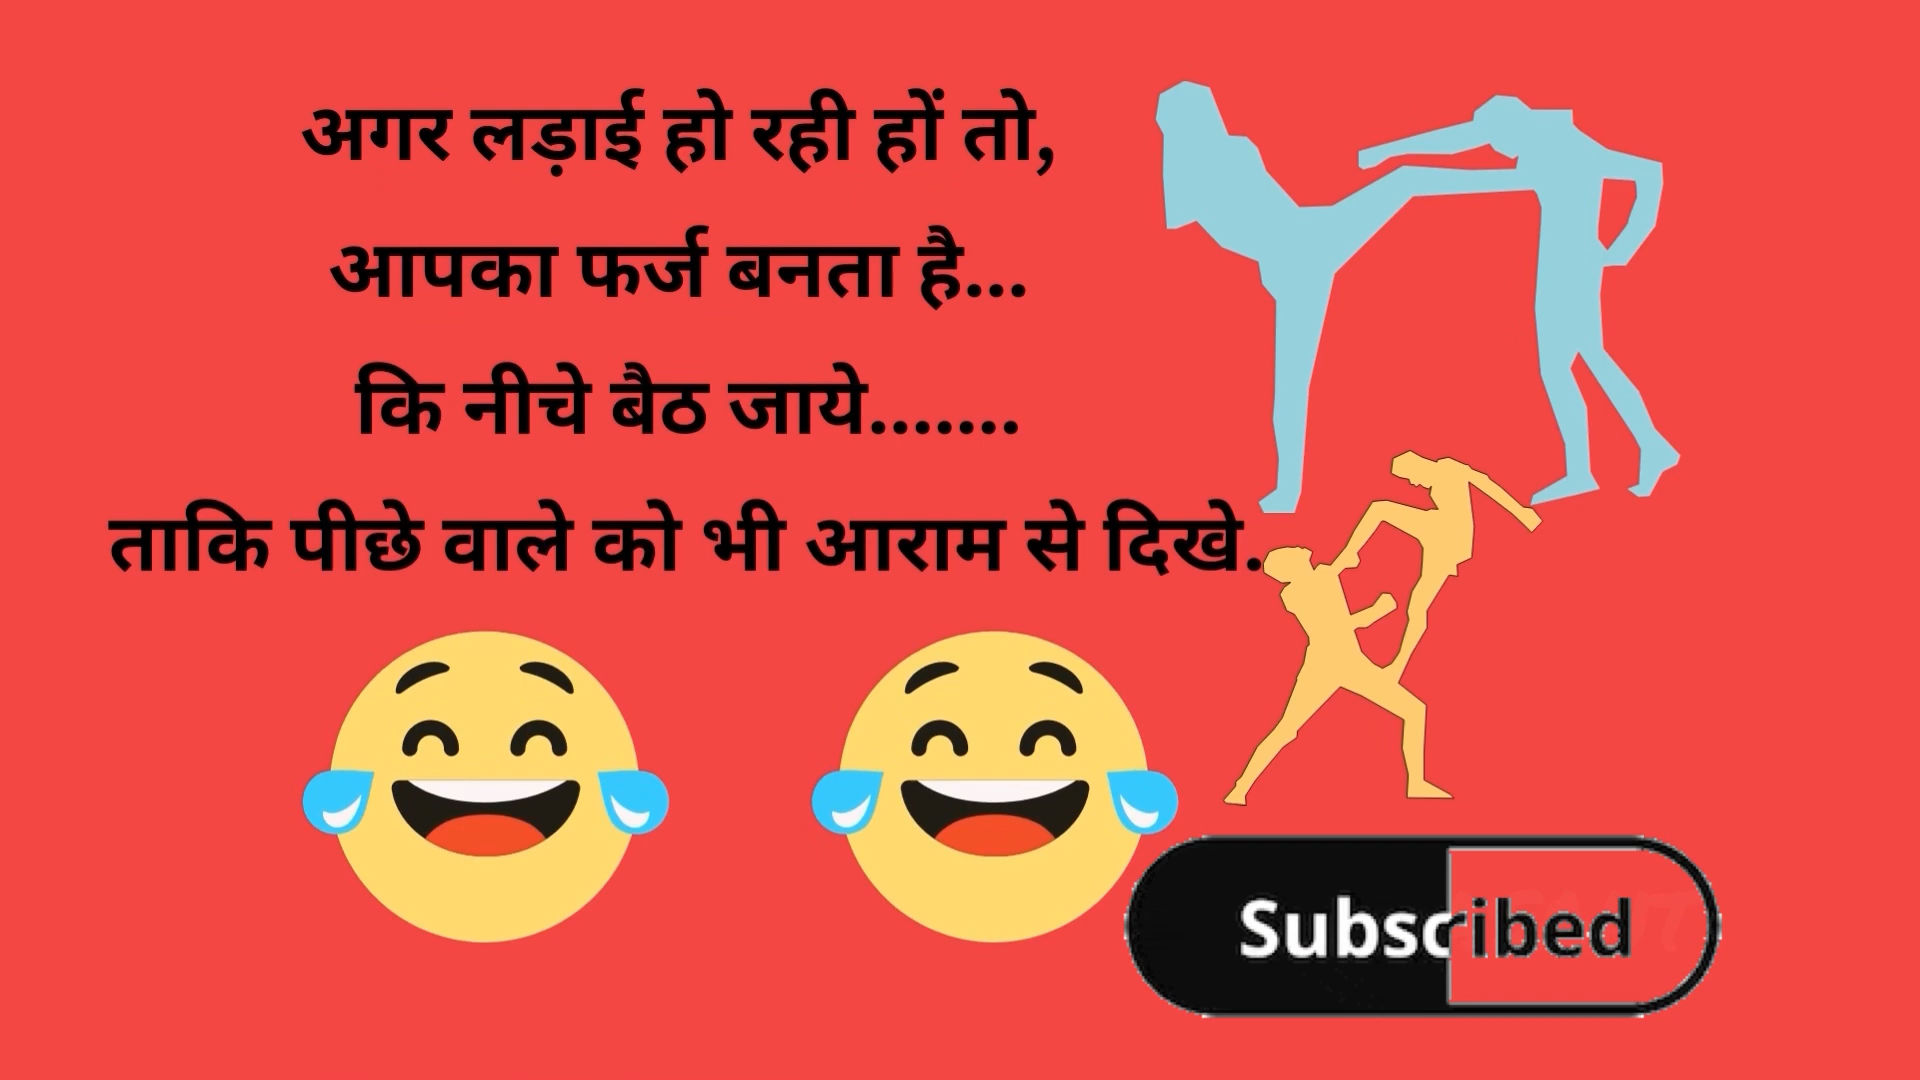 अगर लड़ाई हो रही हों तो,
आपका फर्ज बनता है...
कि नीचे बैठ जाये.......
ताकि पीछे वाले को भी आराम से दिखे.
Subscribed